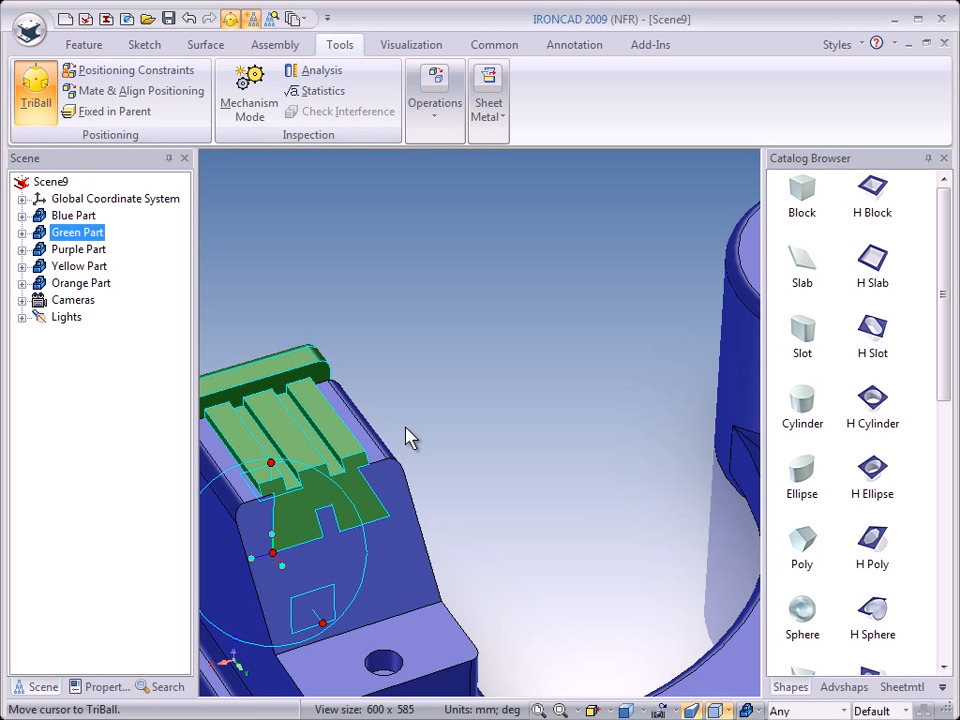 IRONCAD 2009 (NFR) - [Scene9]
Feature Sketch Surface Assembly Tools Visualization Common Annotation Add-Ins Styles
TriBall
Positioning Constraints
Mate & Align Positioning
Fixed in Parent
Positioning
Mechanism Mode
Analysis
Statistics
Check Interference
Inspection
Operations
Sheet Metal
Scene
Scene9
Global Coordinate System
Blue Part
Green Part
Purple Part
Yellow Part
Orange Part
Cameras
Lights
Scene Propert... Search
Catalog Browser
Block H Block
Slab H Slab
Slot H Slot
Cylinder H Cylinder
Ellipse H Ellipse
Poly H Poly
Sphere H Sphere
Shapes Advshaps Sheetmtl
Move cursor to TriBall. View size: 600 x 585 Units: mm; deg Any Default